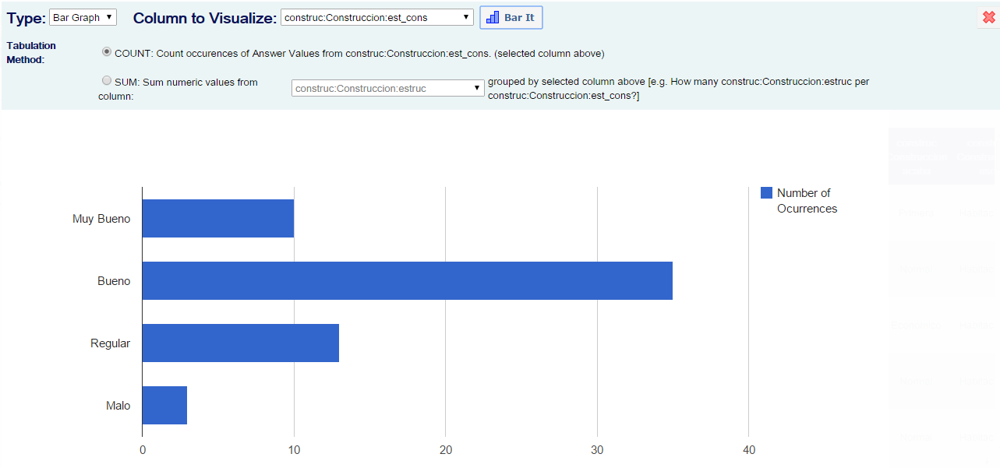 Type: Bar Graph Column to Visualize: construc:Construccion:est_cons Bar It
Tabulation
Method:
COUNT: Count occurences of Answer Values from construc:Construccion:est_cons. (selected column above)
SUM: Sum numeric values from
column:
construc:Construccion:estruc
grouped by selected column above [e.g. How many construc:Construccion:estruc per
construc:Construccion:est_cons?]
Number of
Ocurrences
Muy Bueno
Bueno
Regular
Malo
0 10 20 30 40